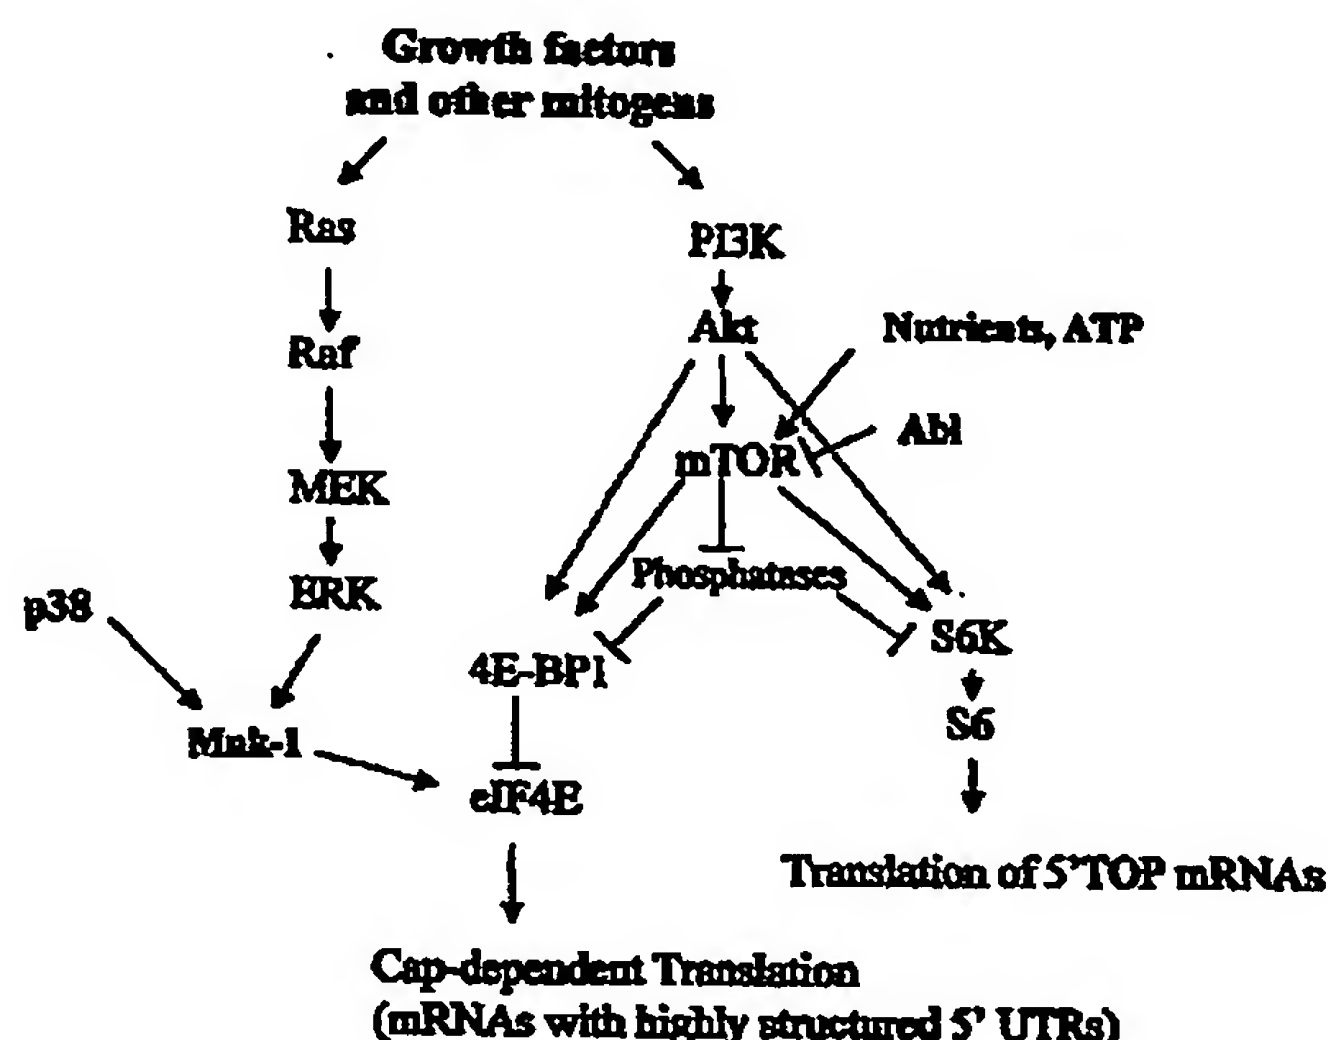 Growth factors
and other mitogens
Ras
PI3K
Akt
Nutrients, ATP
Raf
Abl
mTOR
MEK
Phosphatases
ERK
p38
S6K
4E-BP1
S6
Mnk-1
eIF4E
Translation of 5'TOP mRNAs
Cap-dependent Translation
(mRNAs with highly structured 5' UTRs)